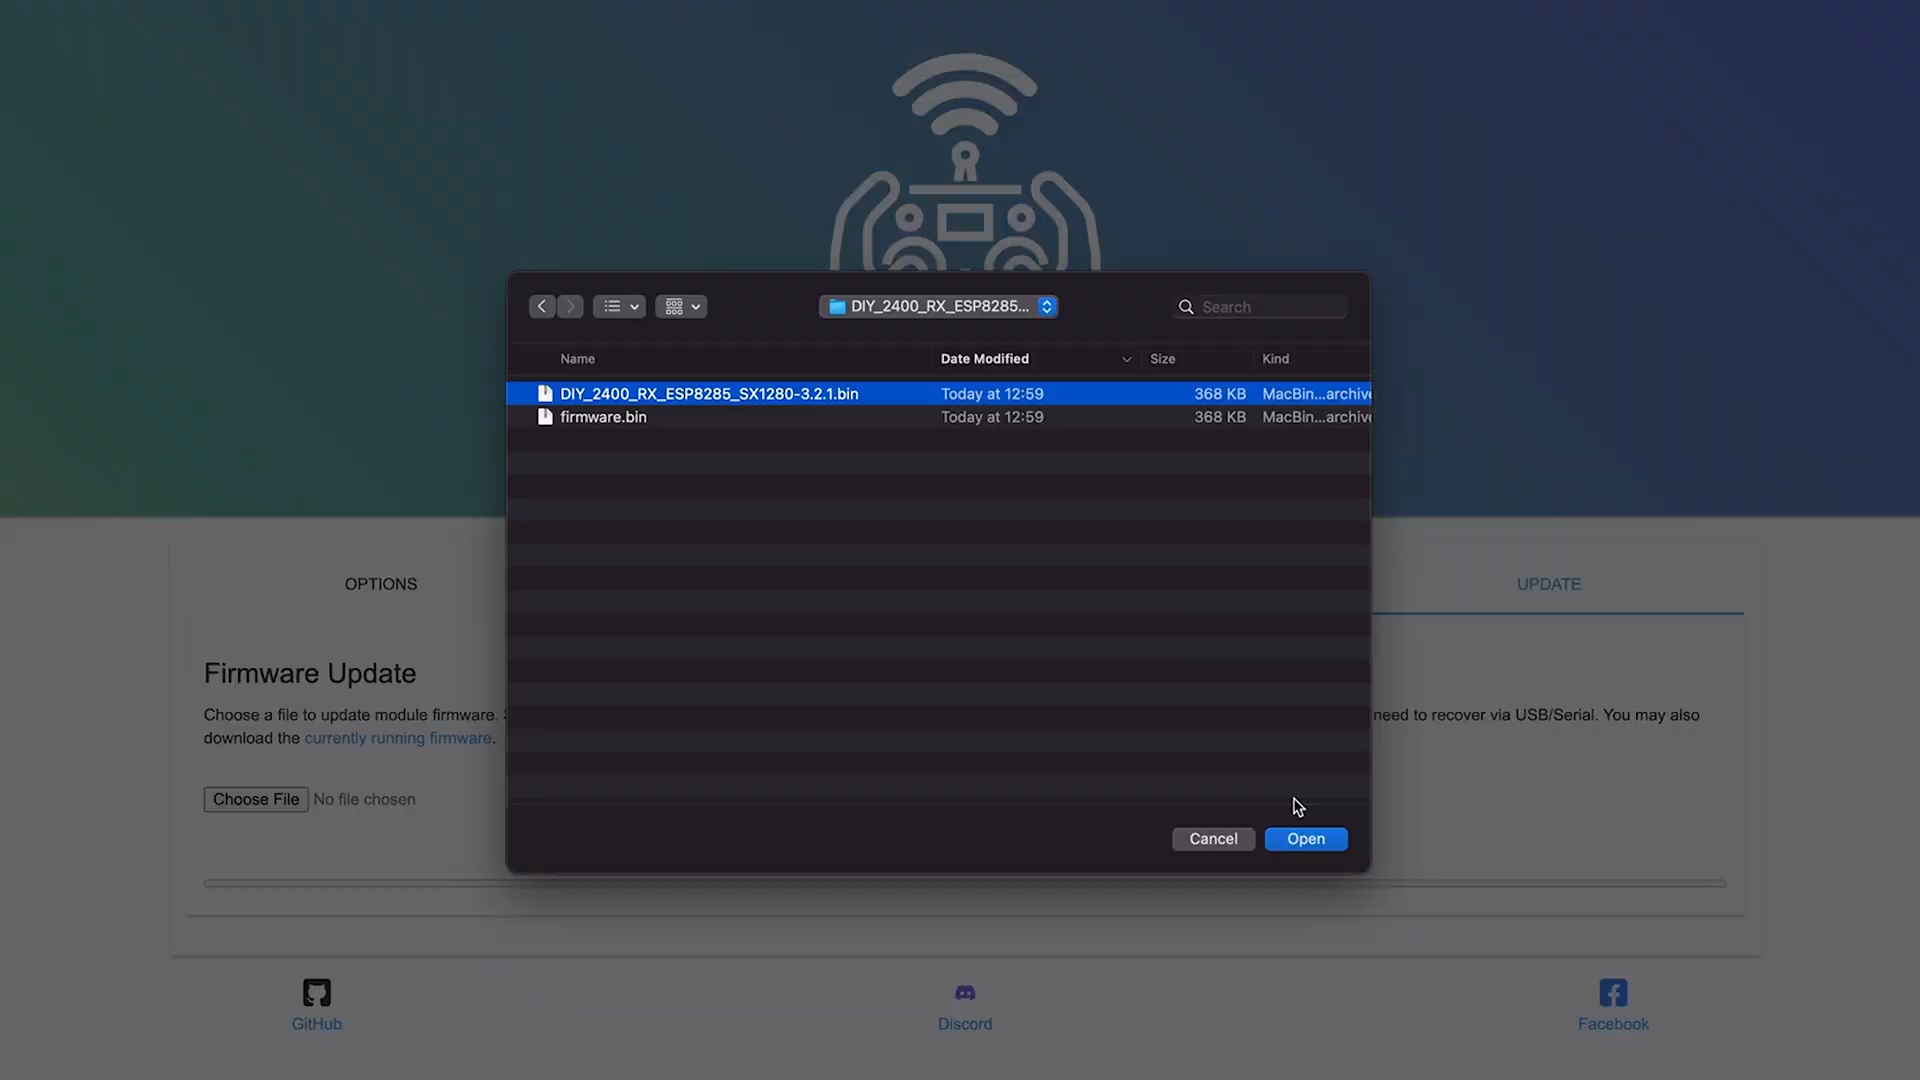 DIY_2400_RX_ESP8285...
Search
Name
Date Modified
Size
Kind
DIY_2400_RX_ESP8285_SX1280-3.2.1.bin
Today at 12:59
368 KB
MacBin...archive
firmware.bin
Today at 12:59
368 KB
MacBin...archive
OPTIONS
UPDATE
Firmware Update
Choose a file to update module firmware.
need to recover via USB/Serial. You may also
download the currently running firmware.
Choose File No file chosen
Cancel
Open
GitHub
Discord
Facebook